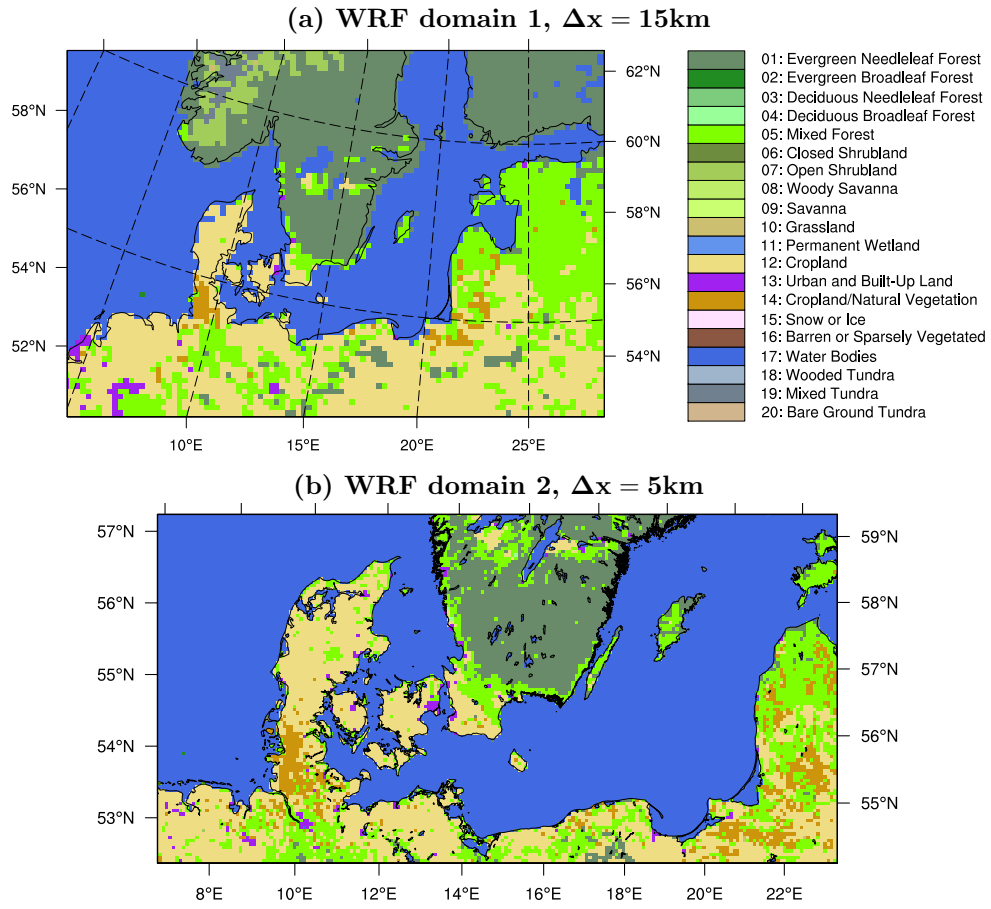 (a) WRF domain 1, Δx = 15km
58°N
56°N
54°N
52°N
62°N
60°N
58°N
56°N
54°N
10°E
15°E
20°E
25°E
01: Evergreen Needleleaf Forest
02: Evergreen Broadleaf Forest
03: Deciduous Needleleaf Forest
04: Deciduous Broadleaf Forest
05: Mixed Forest
06: Closed Shrubland
07: Open Shrubland
08: Woody Savanna
09: Savanna
10: Grassland
11: Permanent Wetland
12: Cropland
13: Urban and Built-Up Land
14: Cropland/Natural Vegetation
15: Snow or Ice
16: Barren or Sparsely Vegetated
17: Water Bodies
18: Wooded Tundra
19: Mixed Tundra
20: Bare Ground Tundra
(b) WRF domain 2, Δx = 5km
57°N
56°N
55°N
54°N
53°N
59°N
58°N
57°N
56°N
55°N
8°E
10°E
12°E
14°E
16°E
18°E
20°E
22°E